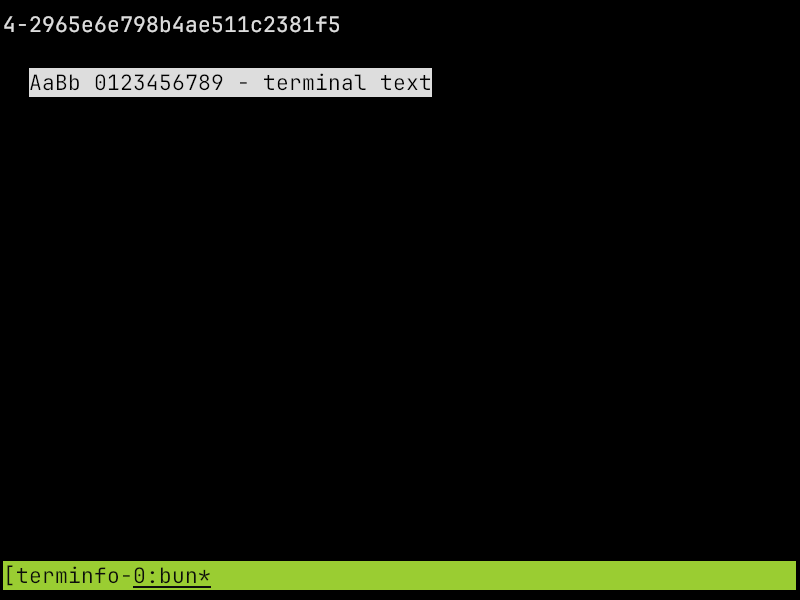 4-2965e6e798b4ae511c2381f5
AaBb 0123456789 - terminal text
[terminfo-0:bun*